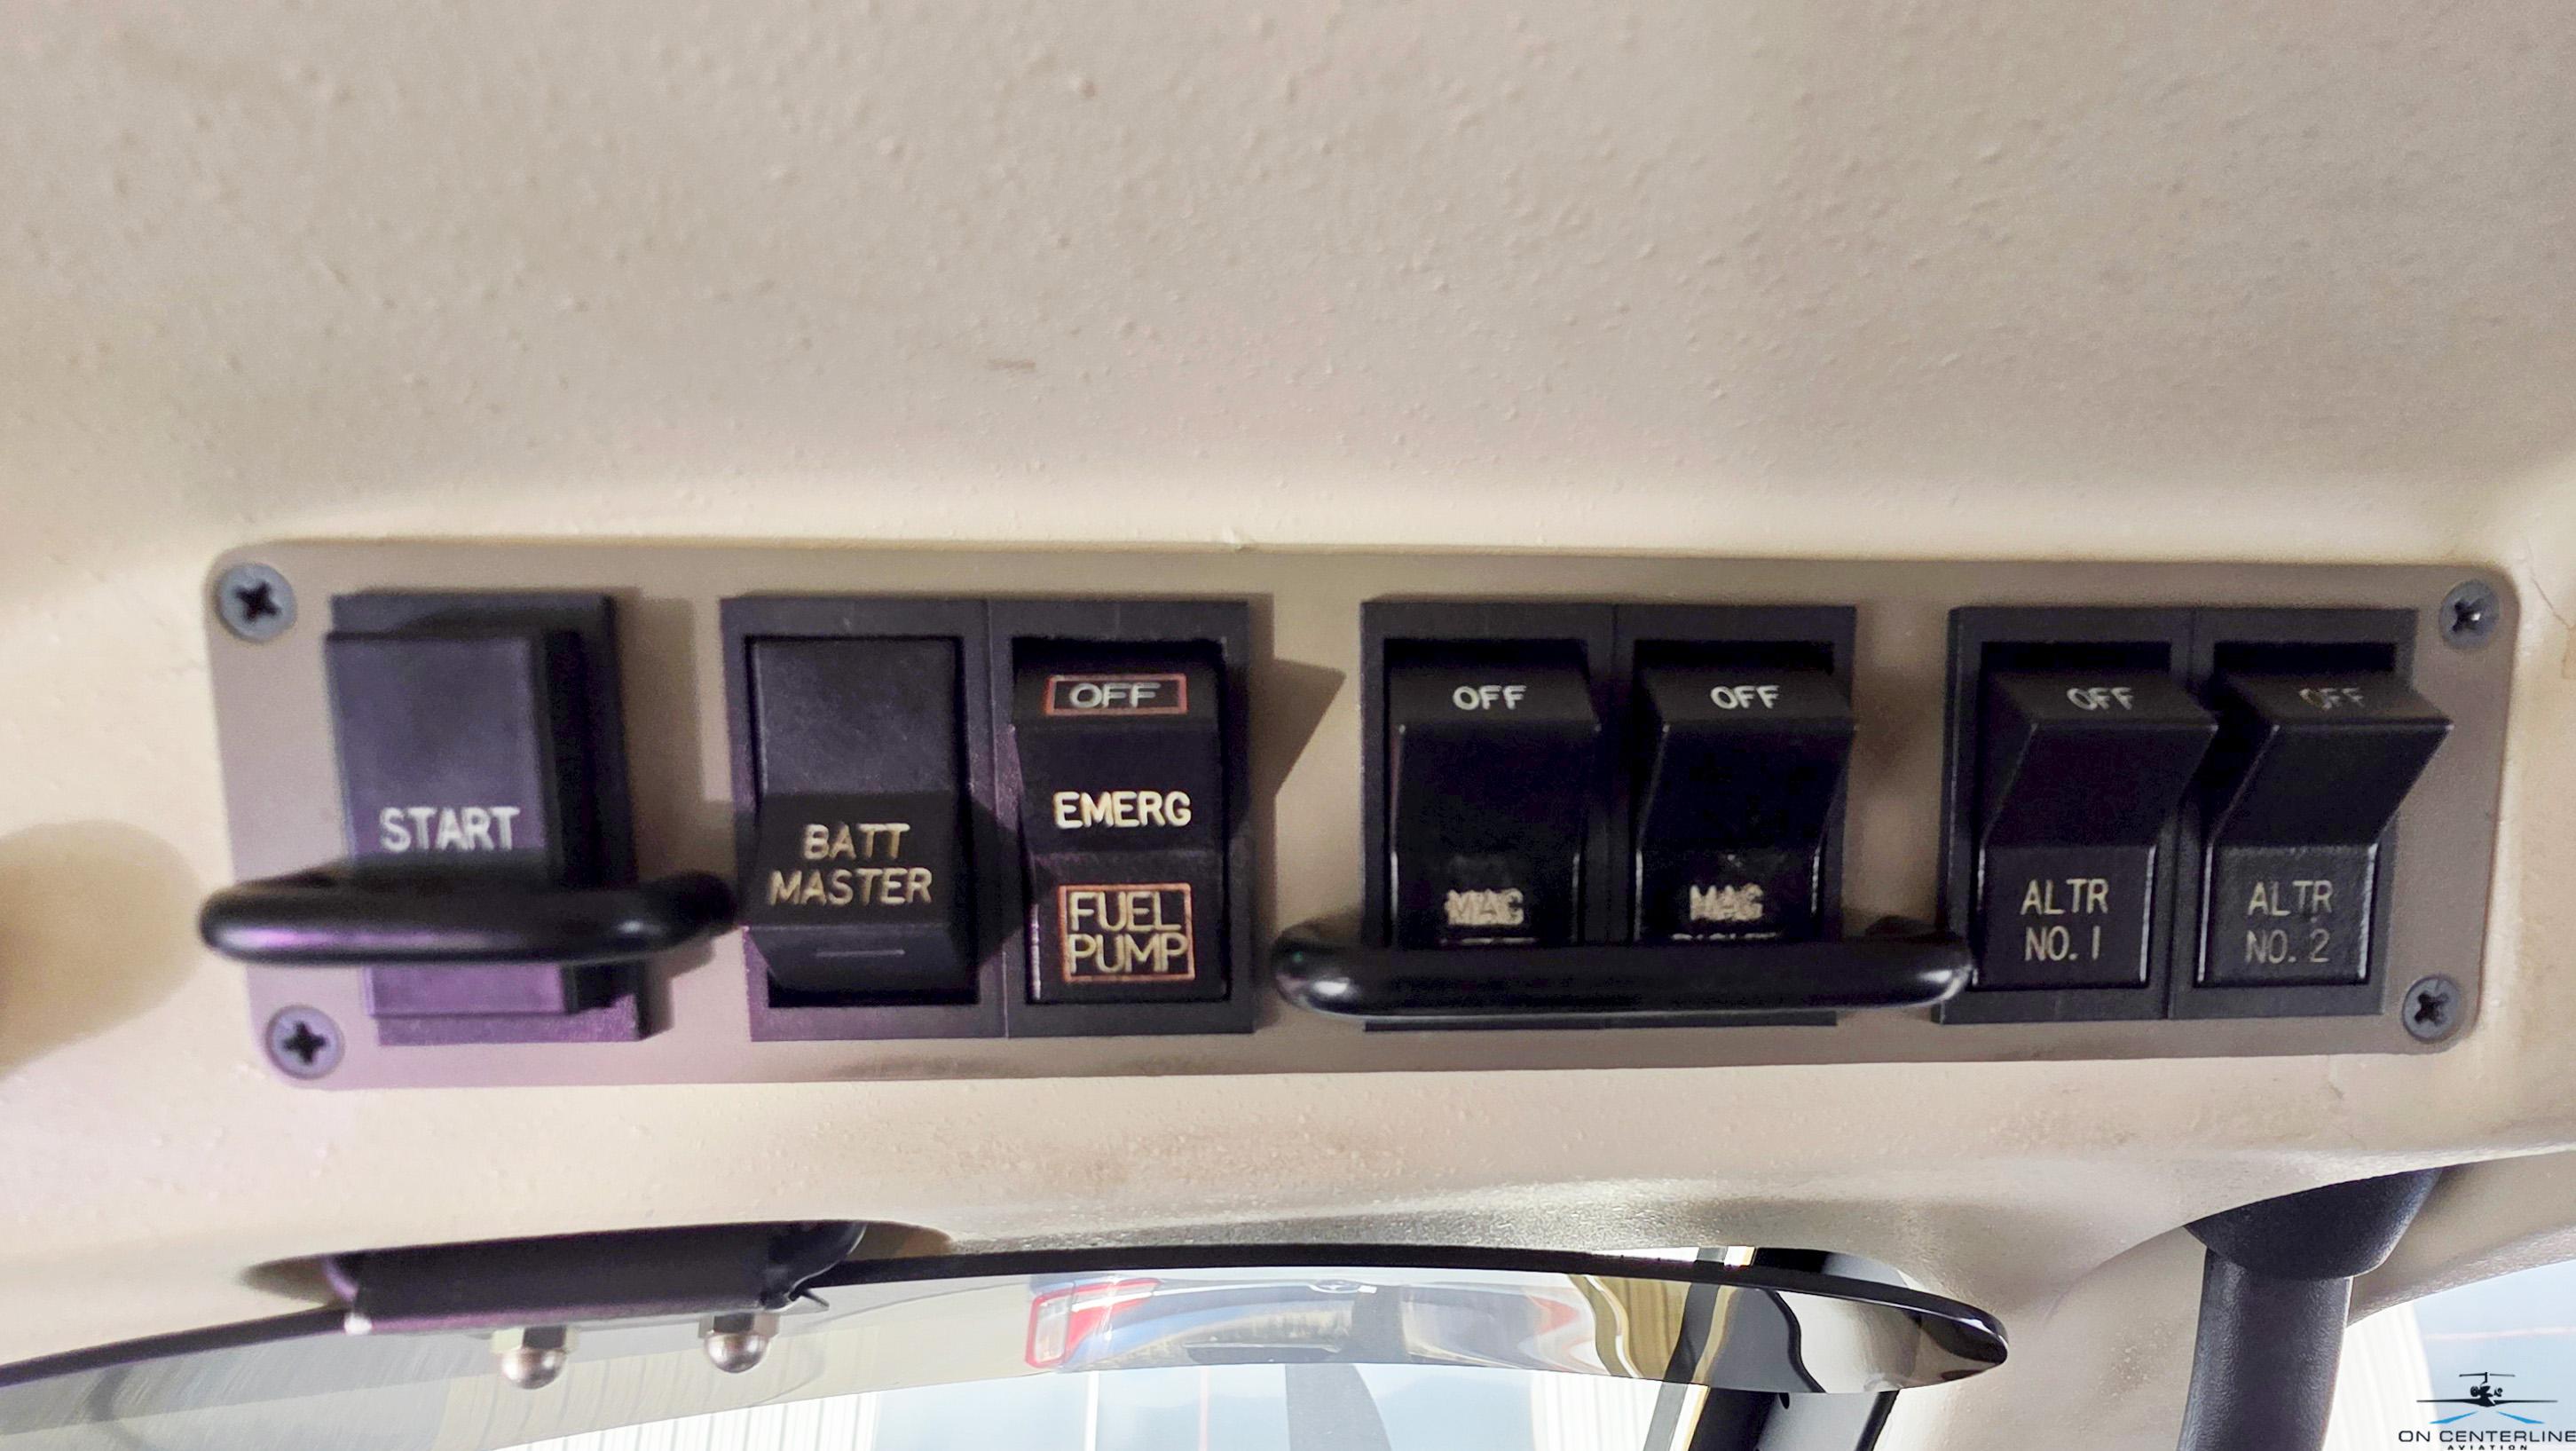 START
BATT
MASTER
OFF
EMERG
FUEL
PUMP
OFF
MAG
OFF
MAG
OFF
ALTR
NO. 1
OFF
ALTR
NO. 2
ON CENTERLINE
AVIATION